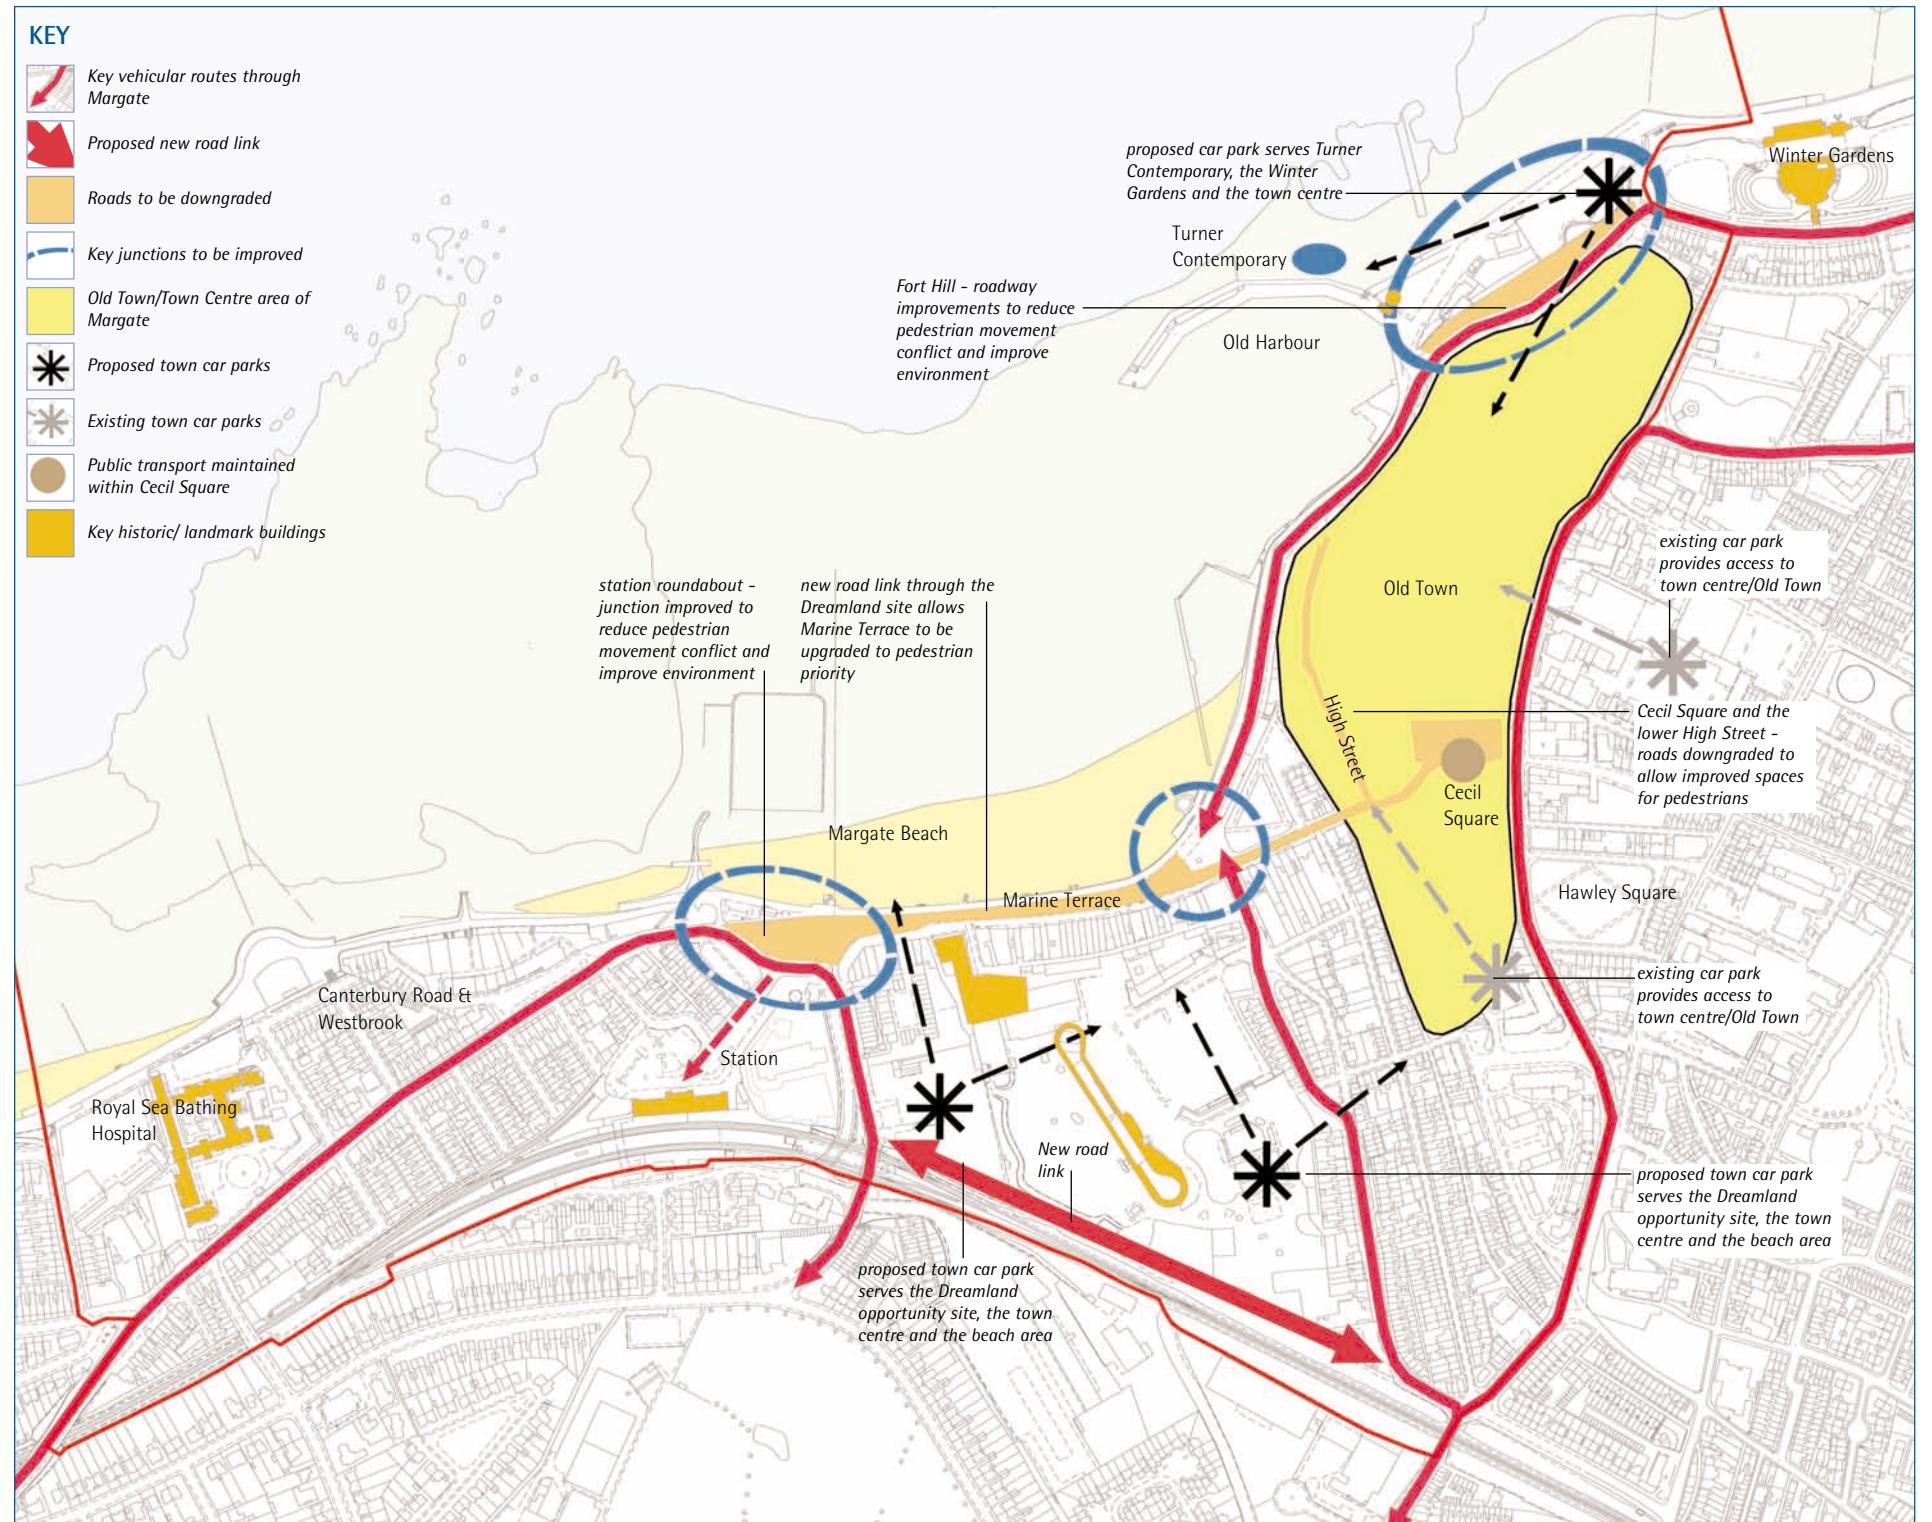 KEY
Key vehicular routes through
Margate
Proposed new road link
Roads to be downgraded
Key junctions to be improved
Old Town/Town Centre area of
Margate
Proposed town car parks
Existing town car parks
Public transport maintained
within Cecil Square
Key historic/ landmark buildings
proposed car park serves Turner
Contemporary, the Winter
Gardens and the town centre
Winter Gardens
Turner
Contemporary
Fort Hill - roadway
improvements to reduce
pedestrian movement
conflict and improve
environment
Old Harbour
existing car park
provides access to
town centre/Old Town
station roundabout -
junction improved to
reduce pedestrian
movement conflict and
improve environment
new road link through the
Dreamland site allows
Marine Terrace to be
upgraded to pedestrian
priority
Old Town
High Street
Cecil Square and the
lower High Street -
roads downgraded to
allow improved spaces
for pedestrians
Cecil
Square
Margate Beach
Marine Terrace
Hawley Square
existing car park
provides access to
town centre/Old Town
Canterbury Road &
Westbrook
Station
Royal Sea Bathing
Hospital
New road
link
proposed town car park
serves the Dreamland
opportunity site, the town
centre and the beach area
proposed town car park
serves the Dreamland
opportunity site, the town
centre and the beach area